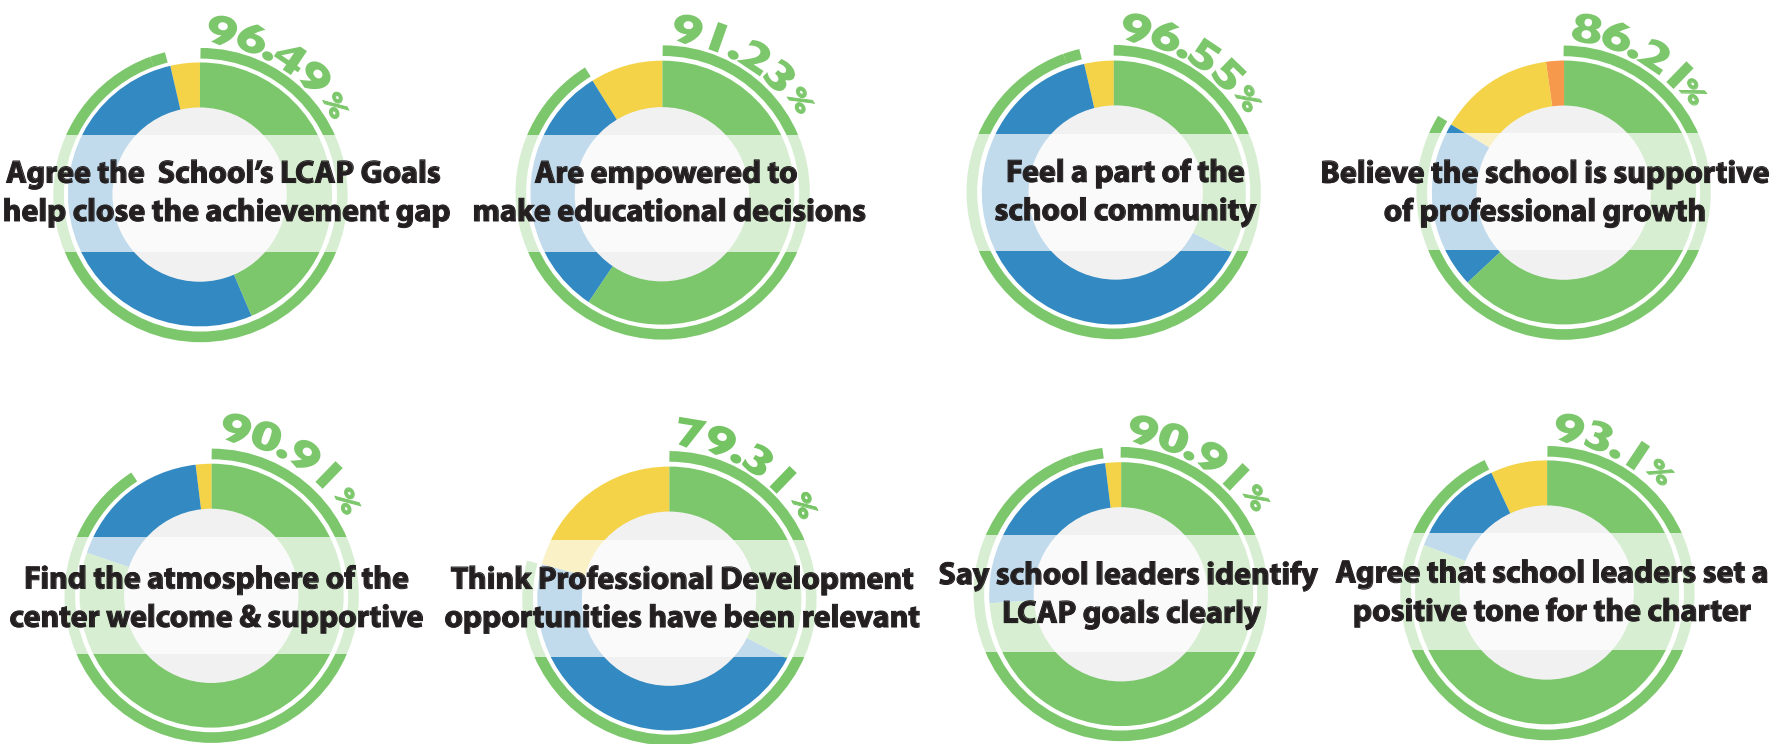 96.49%
Agree the School's LCAP Goals
help close the achievement gap
91.23%
Are empowered to
make educational decisions
96.55%
Feel a part of the
school community
86.21%
Believe the school is supportive
of professional growth
90.91%
Find the atmosphere of the
center welcome & supportive
79.31%
Think Professional Development
opportunities have been relevant
90.91%
Say school leaders identify
LCAP goals clearly
93.1%
Agree that school leaders set a
positive tone for the charter